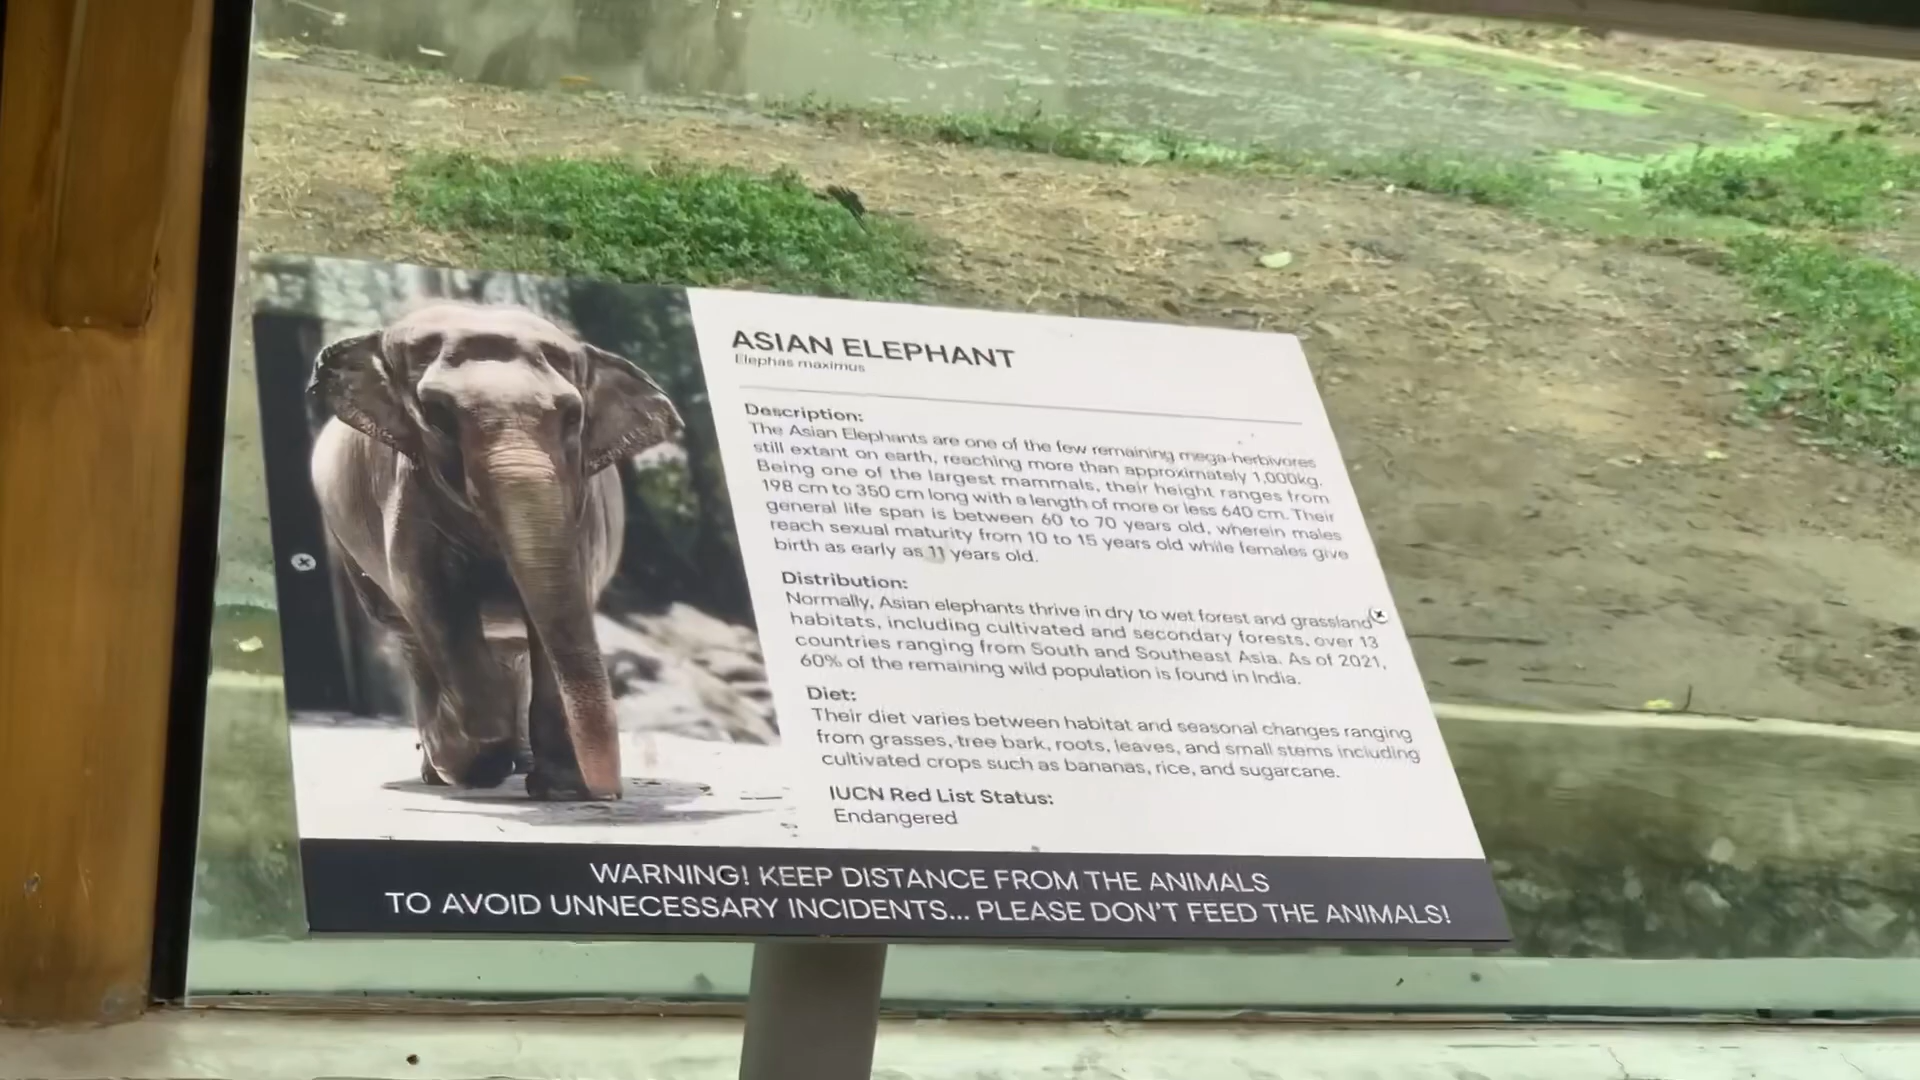 ASIAN ELEPHANT
Elephas maximus
Description:
The Asian Elephants are one of the few remaining mega-herbivores
still extant on earth, reaching more than approximately 1,000kg.
Being one of the largest mammals, their height ranges from
198 cm to 350 cm long with a length of more or less 640 cm. Their
general life span is between 60 to 70 years old, wherein males
reach sexual maturity from 10 to 15 years old while females give
birth as early as 11 years old.
Distribution:
Normally, Asian elephants thrive in dry to wet forest and grassland
habitats, including cultivated and secondary forests, over 13
countries ranging from South and Southeast Asia. As of 2021,
60% of the remaining wild population is found in India.
Diet:
Their diet varies between habitat and seasonal changes ranging
from grasses, tree bark, roots, leaves, and small stems including
cultivated crops such as bananas, rice, and sugarcane.
IUCN Red List Status:
Endangered
WARNING! KEEP DISTANCE FROM THE ANIMALS
TO AVOID UNNECESSARY INCIDENTS... PLEASE DON'T FEED THE ANIMALS!